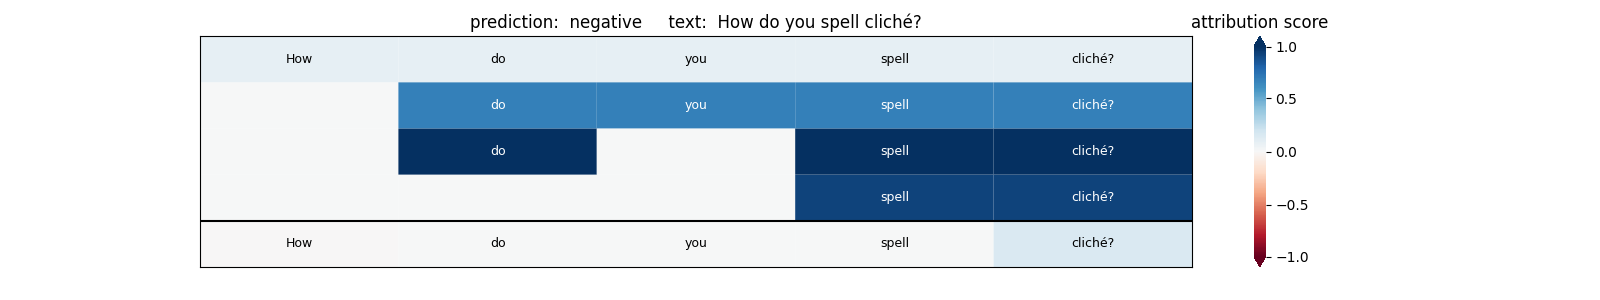 prediction:  negative     text:  How do you spell cliché?
attribution score
How do you spell cliché?
do you spell cliché?
do spell cliché?
spell cliché?
How do you spell cliché?
1.0
0.5
0.0
−0.5
−1.0